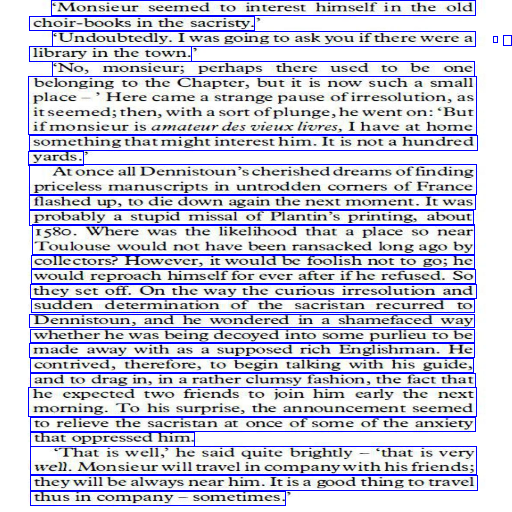 ‘Monsieur seemed to interest himself in the old
choir-books in the sacristy.’
‘Undoubtedly. I was going to ask you if there were a
library in the town.’
‘No, monsieur; perhaps there used to be one
belonging to the Chapter, but it is now such a small
place – ’ Here came a strange pause of irresolution, as
it seemed; then, with a sort of plunge, he went on: ‘But
if monsieur is amateur des vieux livres, I have at home
something that might interest him. It is not a hundred
yards.’
At once all Dennistoun’s cherished dreams of finding
priceless manuscripts in untrodden corners of France
flashed up, to die down again the next moment. It was
probably a stupid missal of Plantin’s printing, about
1580. Where was the likelihood that a place so near
Toulouse would not have been ransacked long ago by
collectors? However, it would be foolish not to go; he
would reproach himself for ever after if he refused. So
they set off. On the way the curious irresolution and
sudden determination of the sacristan recurred to
Dennistoun, and he wondered in a shamefaced way
whether he was being decoyed into some purlieu to be
made away with as a supposed rich Englishman. He
contrived, therefore, to begin talking with his guide,
and to drag in, in a rather clumsy fashion, the fact that
he expected two friends to join him early the next
morning. To his surprise, the announcement seemed
to relieve the sacristan at once of some of the anxiety
that oppressed him.
‘That is well,’ he said quite brightly – ‘that is very
well. Monsieur will travel in company with his friends;
they will be always near him. It is a good thing to travel
thus in company – sometimes.’